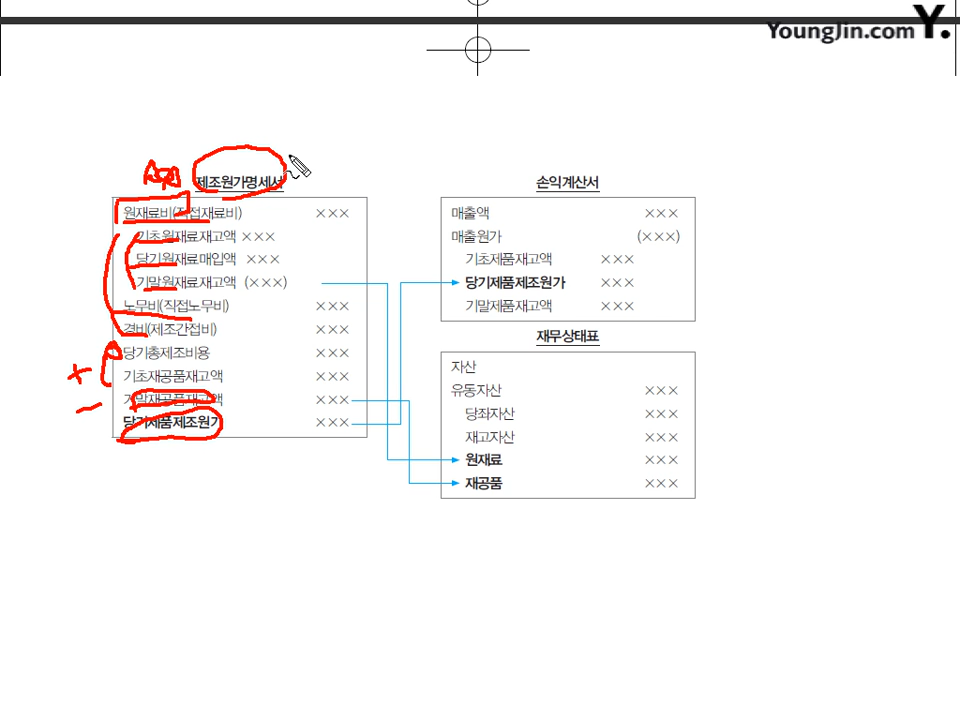 YoungJin.com Y.
제조원가명세서
원재료비(직접재료비) ×××
기초원재료재고액 ×××
당기원재료매입액 ×××
기말원재료재고액 (×××)
노무비(직접노무비) ×××
경비(제조간접비) ×××
당기총제조비용 ×××
기초재공품재고액 ×××
기말재공품재고액 ×××
당기제품제조원가 ×××
+
−
손익계산서
매출액 ×××
매출원가 (×××)
기초제품재고액 ×××
당기제품제조원가 ×××
기말제품재고액 ×××
재무상태표
자산
유동자산 ×××
당좌자산 ×××
재고자산 ×××
원재료 ×××
재공품 ×××